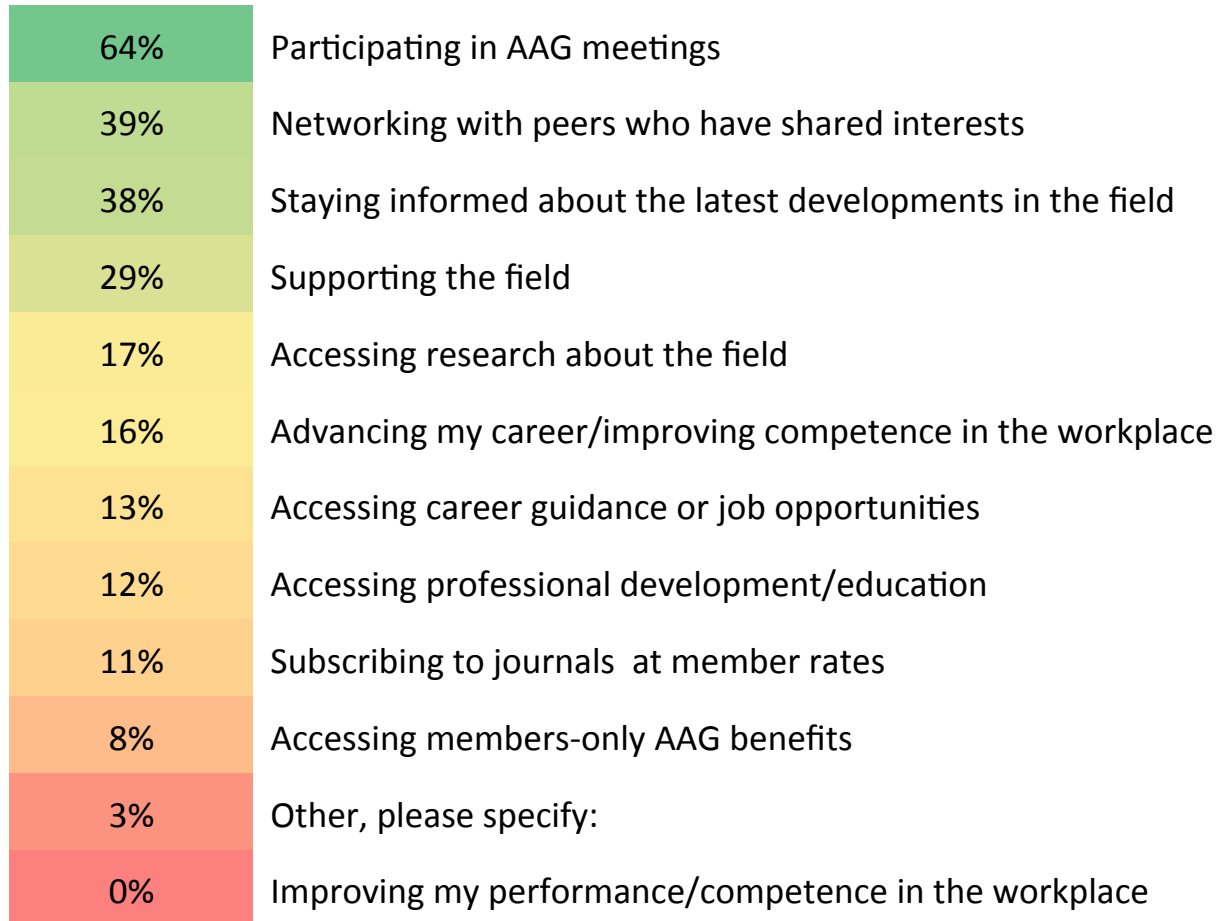 64% Participating in AAG meetings
39% Networking with peers who have shared interests
38% Staying informed about the latest developments in the field
29% Supporting the field
17% Accessing research about the field
16% Advancing my career/improving competence in the workplace
13% Accessing career guidance or job opportunities
12% Accessing professional development/education
11% Subscribing to journals  at member rates
8% Accessing members-only AAG benefits
3% Other, please specify:
0% Improving my performance/competence in the workplace